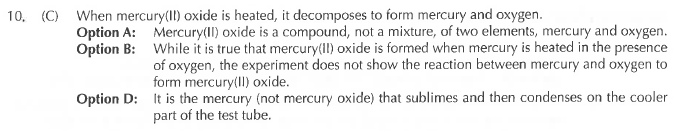 10. (C) When mercury(II) oxide is heated, it decomposes to form mercury and oxygen.
Option A: Mercury(II) oxide is a compound, not a mixture, of two elements, mercury and oxygen.
Option B: While it is true that mercury(II) oxide is formed when mercury is heated in the presence
of oxygen, the experiment does not show the reaction between mercury and oxygen to
form mercury(II) oxide.
Option D: It is the mercury (not mercury oxide) that sublimes and then condenses on the cooler
part of the test tube.